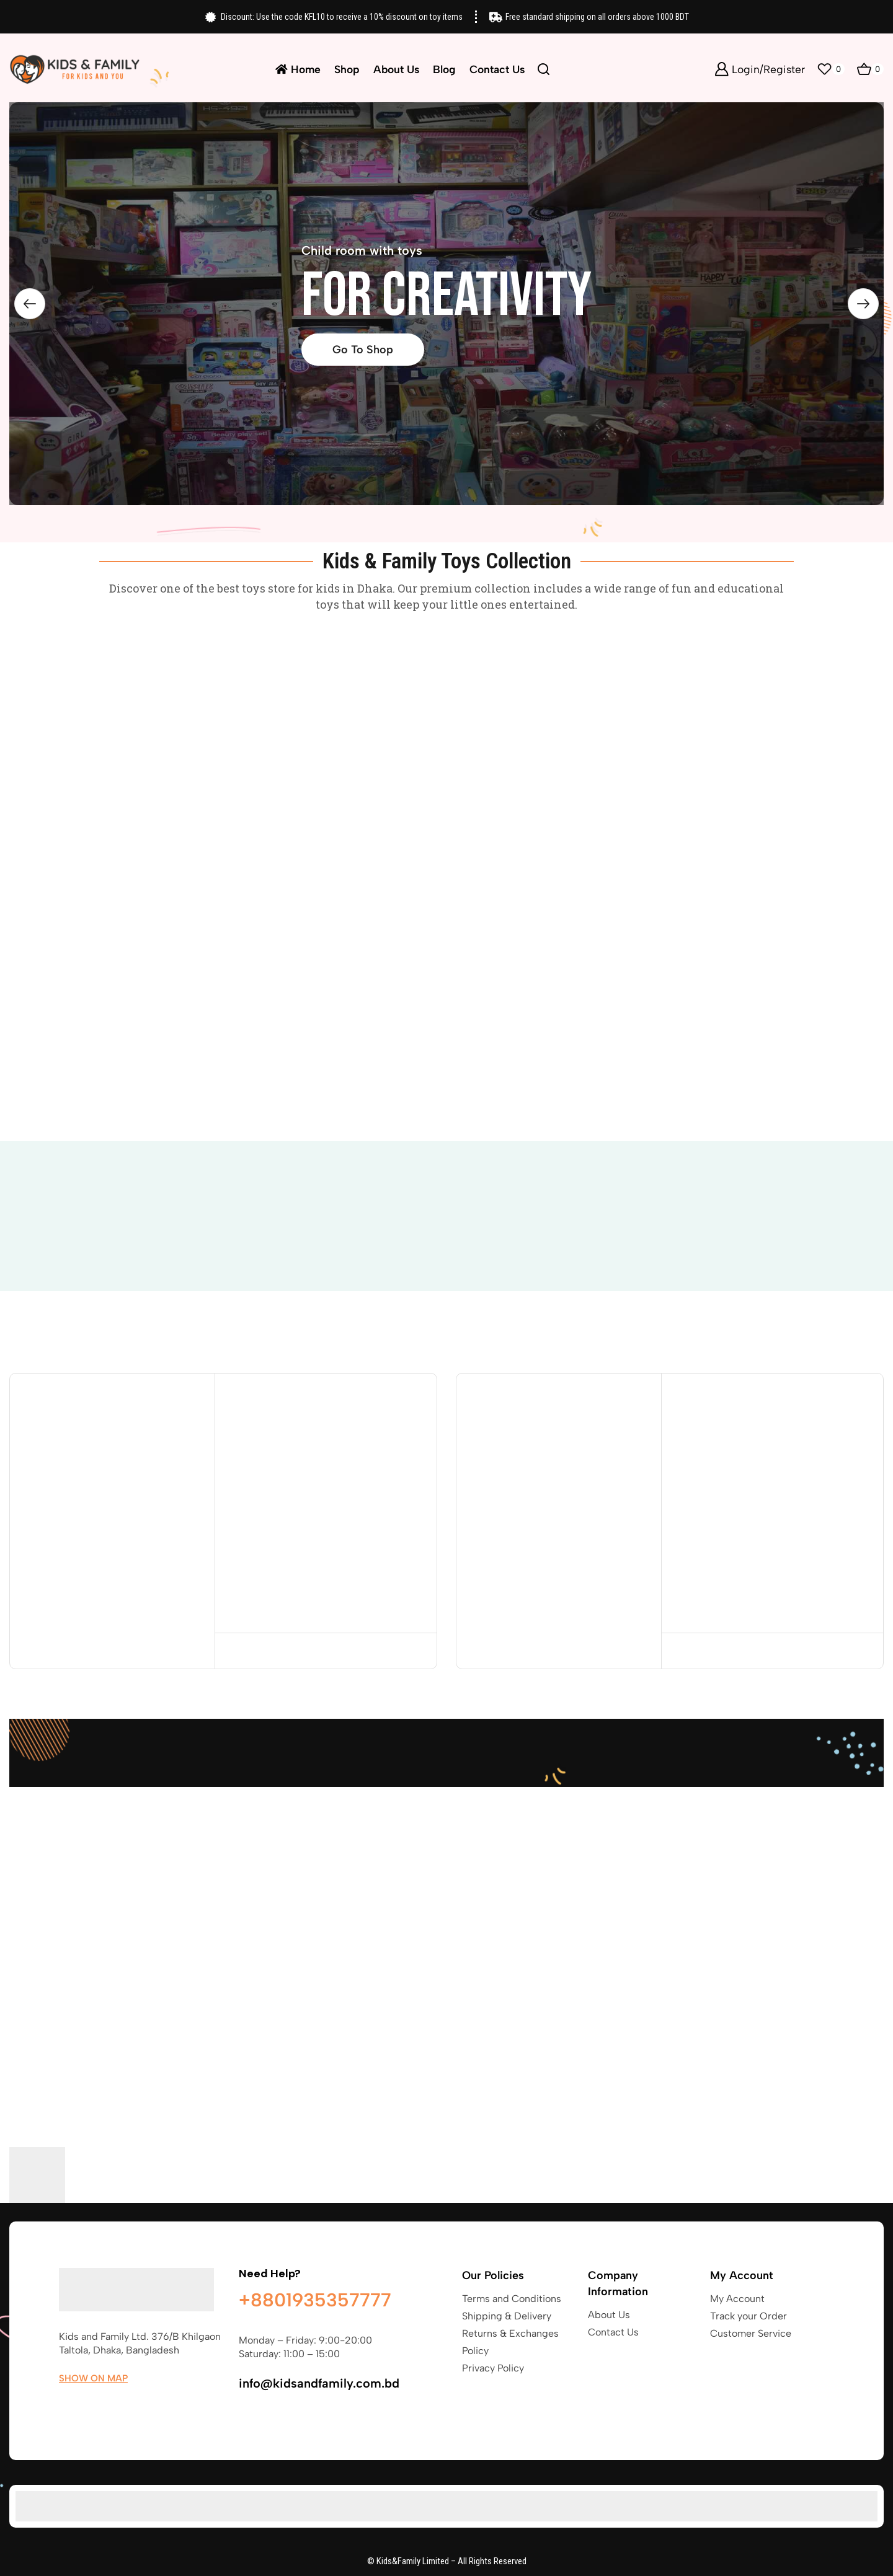 Discount: Use the code KFL10 to receive a 10% discount on toy items
Free standard shipping on all orders above 1000 BDT
KIDS & FAMILY
FOR KIDS AND YOU
Home
Shop
About Us
Blog
Contact Us
Login/Register
0
0
Child room with toys
FOR CREATIVITY
Go To Shop
Kids & Family Toys Collection
Discover one of the best toys store for kids in Dhaka. Our premium collection includes a wide range of fun and educational
toys that will keep your little ones entertained.
Kids and Family Ltd. 376/B Khilgaon
Taltola, Dhaka, Bangladesh
SHOW ON MAP
Need Help?
+8801935357777
Monday – Friday: 9:00-20:00
Saturday: 11:00 – 15:00
info@kidsandfamily.com.bd
Our Policies
Terms and Conditions
Shipping & Delivery
Returns & Exchanges
Policy
Privacy Policy
Company
Information
About Us
Contact Us
My Account
My Account
Track your Order
Customer Service
© Kids&Family Limited – All Rights Reserved